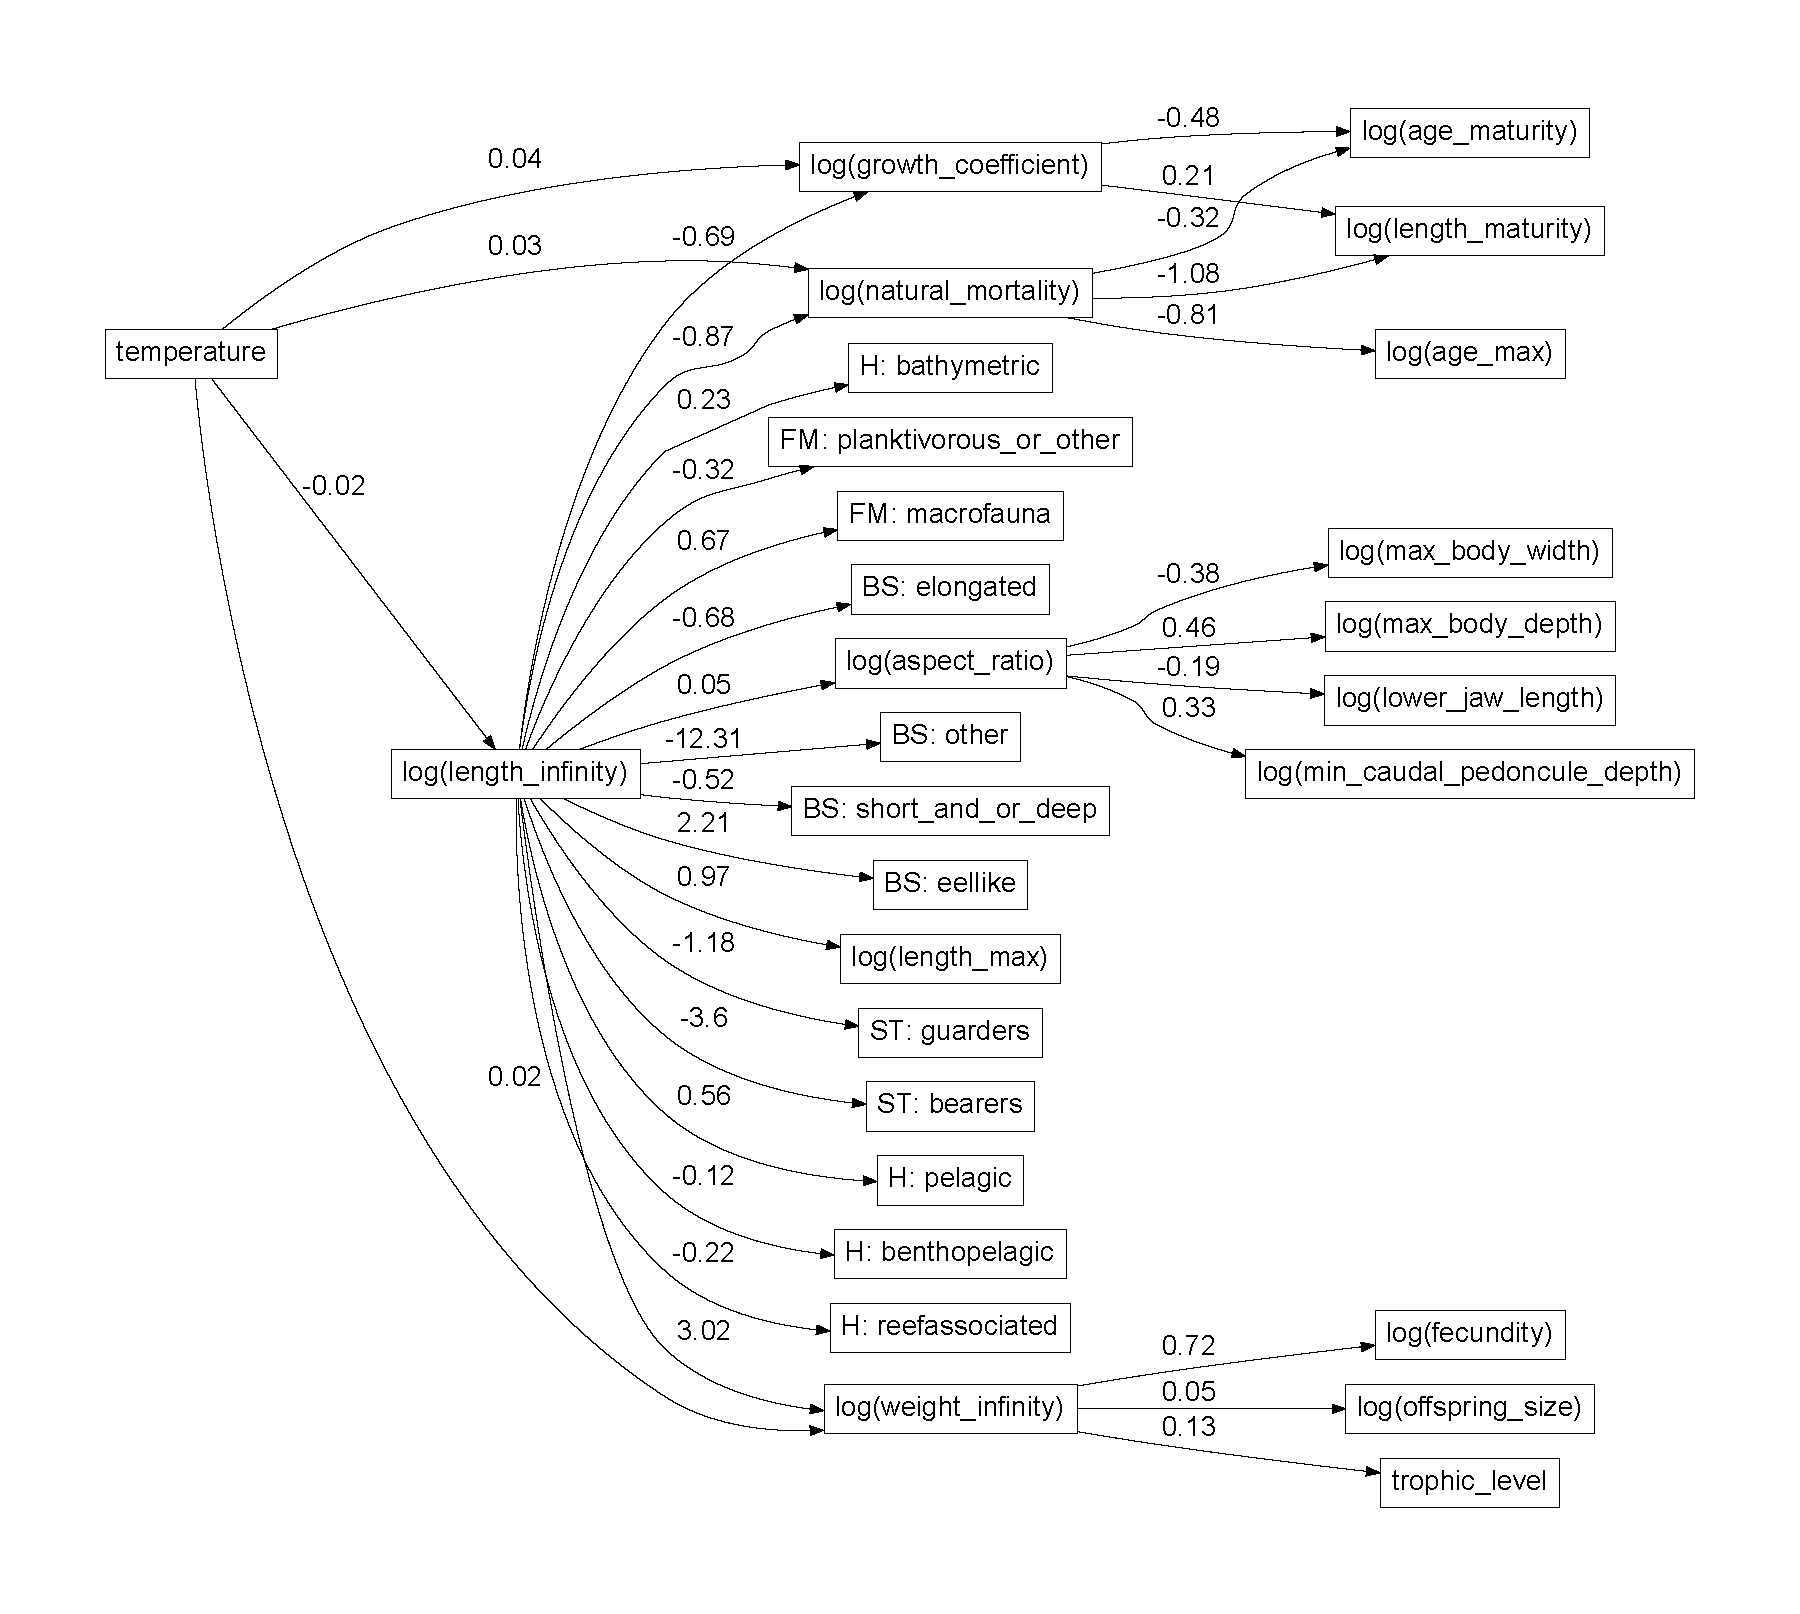 -0.48
log(age_maturity)
0.04
log(growth_coefficient)
0.21
-0.32
log(length_maturity)
-0.69
0.03
log(natural_mortality)
-1.08
-0.81
log(age_max)
temperature
-0.87
H: bathymetric
0.23
FM: planktivorous_or_other
-0.32
-0.02
FM: macrofauna
0.67
BS: elongated
-0.68
log(max_body_width)
-0.38
log(max_body_depth)
0.46
log(aspect_ratio)
-0.19
log(lower_jaw_length)
0.05
0.33
BS: other
-12.31
log(min_caudal_pedoncule_depth)
log(length_infinity)
-0.52
BS: short_and_or_deep
2.21
BS: eellike
0.97
log(length_max)
-1.18
ST: guarders
-3.6
ST: bearers
0.02
0.56
H: pelagic
-0.12
H: benthopelagic
-0.22
H: reefassociated
3.02
log(fecundity)
0.72
log(weight_infinity)
0.05
log(offspring_size)
0.13
trophic_level